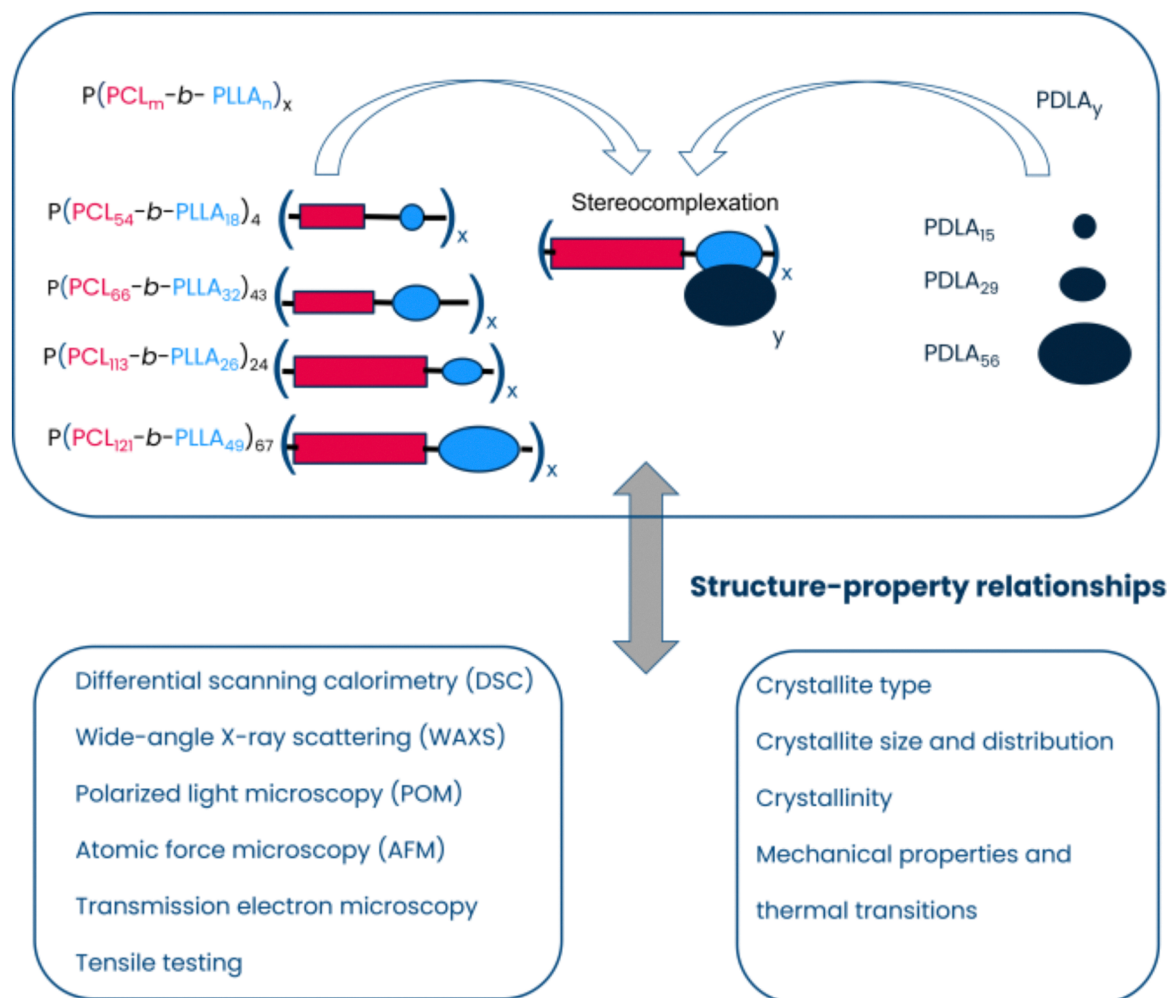 P(PCLm-b- PLLAn)x
PDLAy
Stereocomplexation
P(PCL54-b-PLLA18)4 ( )x
P(PCL66-b-PLLA32)43 ( )x
P(PCL113-b-PLLA26)24 ( )x
P(PCL121-b-PLLA49)67 ( )x
( )x
y
PDLA15
PDLA29
PDLA56
Structure-property relationships
Differential scanning calorimetry (DSC)
Wide-angle X-ray scattering (WAXS)
Polarized light microscopy (POM)
Atomic force microscopy (AFM)
Transmission electron microscopy
Tensile testing
Crystallite type
Crystallite size and distribution
Crystallinity
Mechanical properties and
thermal transitions